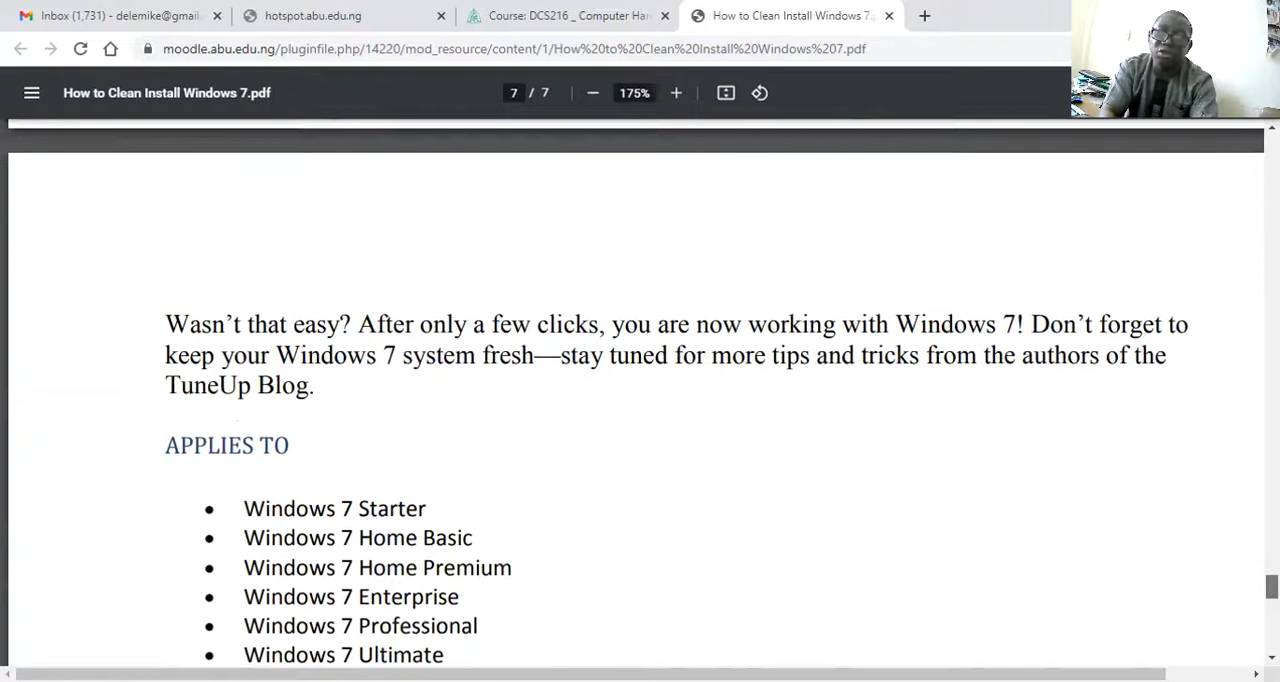 Inbox (1,731) - delemike@gmail.
hotspot.abu.edu.ng
Course: DCS216 _ Computer Har
How to Clean Install Windows 7.p
moodle.abu.edu.ng/pluginfile.php/14220/mod_resource/content/1/How%20to%20Clean%20Install%20Windows%207.pdf
How to Clean Install Windows 7.pdf
7 / 7
175%
Wasn’t that easy? After only a few clicks, you are now working with Windows 7! Don’t forget to
keep your Windows 7 system fresh—stay tuned for more tips and tricks from the authors of the
TuneUp Blog.
APPLIES TO
• Windows 7 Starter
• Windows 7 Home Basic
• Windows 7 Home Premium
• Windows 7 Enterprise
• Windows 7 Professional
• Windows 7 Ultimate